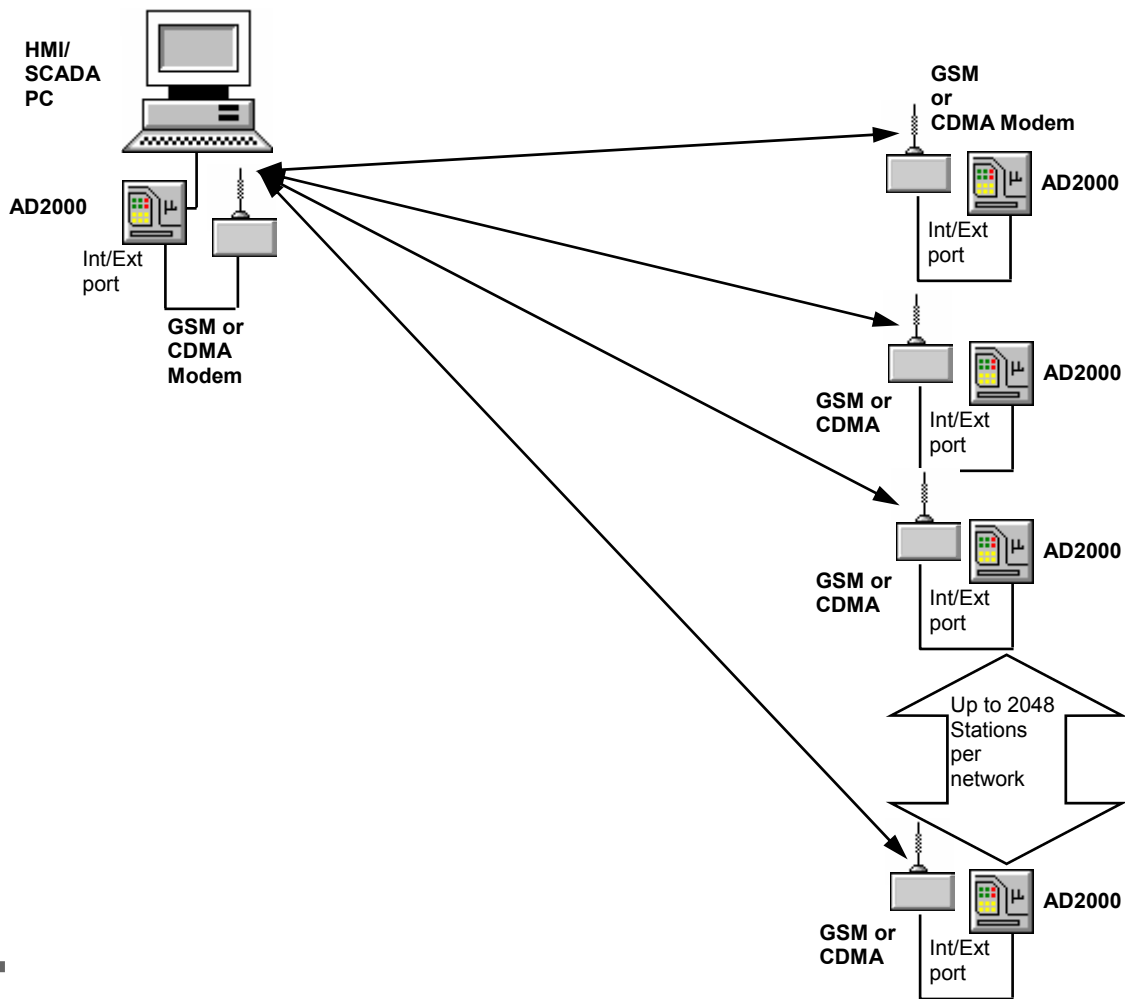 HMI/
SCADA
PC
AD2000
Int/Ext
port
GSM or
CDMA
Modem
GSM
or
CDMA Modem
µ
AD2000
Int/Ext
port
µ
AD2000
GSM or
CDMA
Int/Ext
port
µ
AD2000
GSM or
CDMA
Int/Ext
port
µ
Up to 2048
Stations
per
network
AD2000
GSM or
CDMA
Int/Ext
port
µ